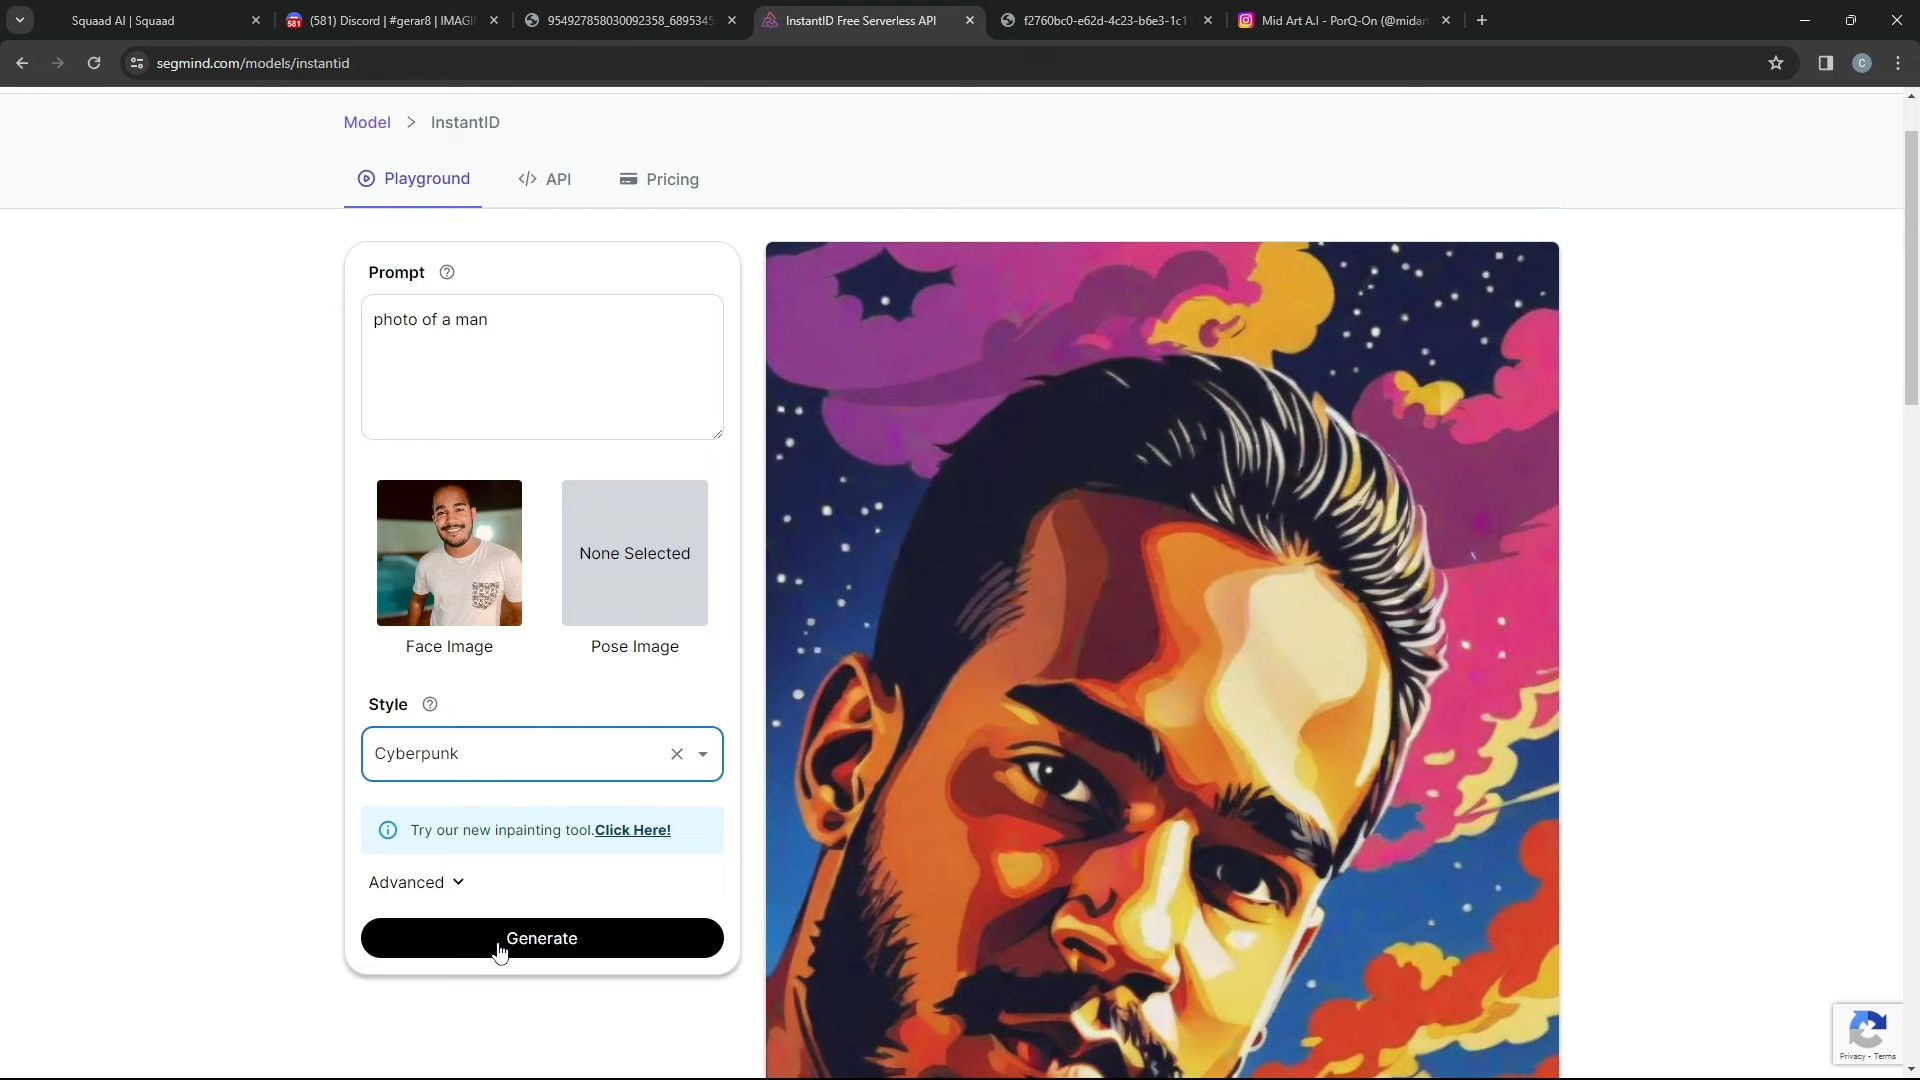 Squaad AI | Squaad
(581) Discord | #gerar8 | IMAGI
954927858030092358_689534
InstantID Free Serverless API
f2760bc0-e62d-4c23-b6e3-1c1
Mid Art A.I - PorQ-On (@midar
segmind.com/models/instantid
C
Model > InstantID
Playground
</> API
Pricing
Prompt
photo of a man
None Selected
Face Image
Pose Image
Style
Cyberpunk
Try our new inpainting tool.Click Here!
Advanced
Generate
Privacy - Terms